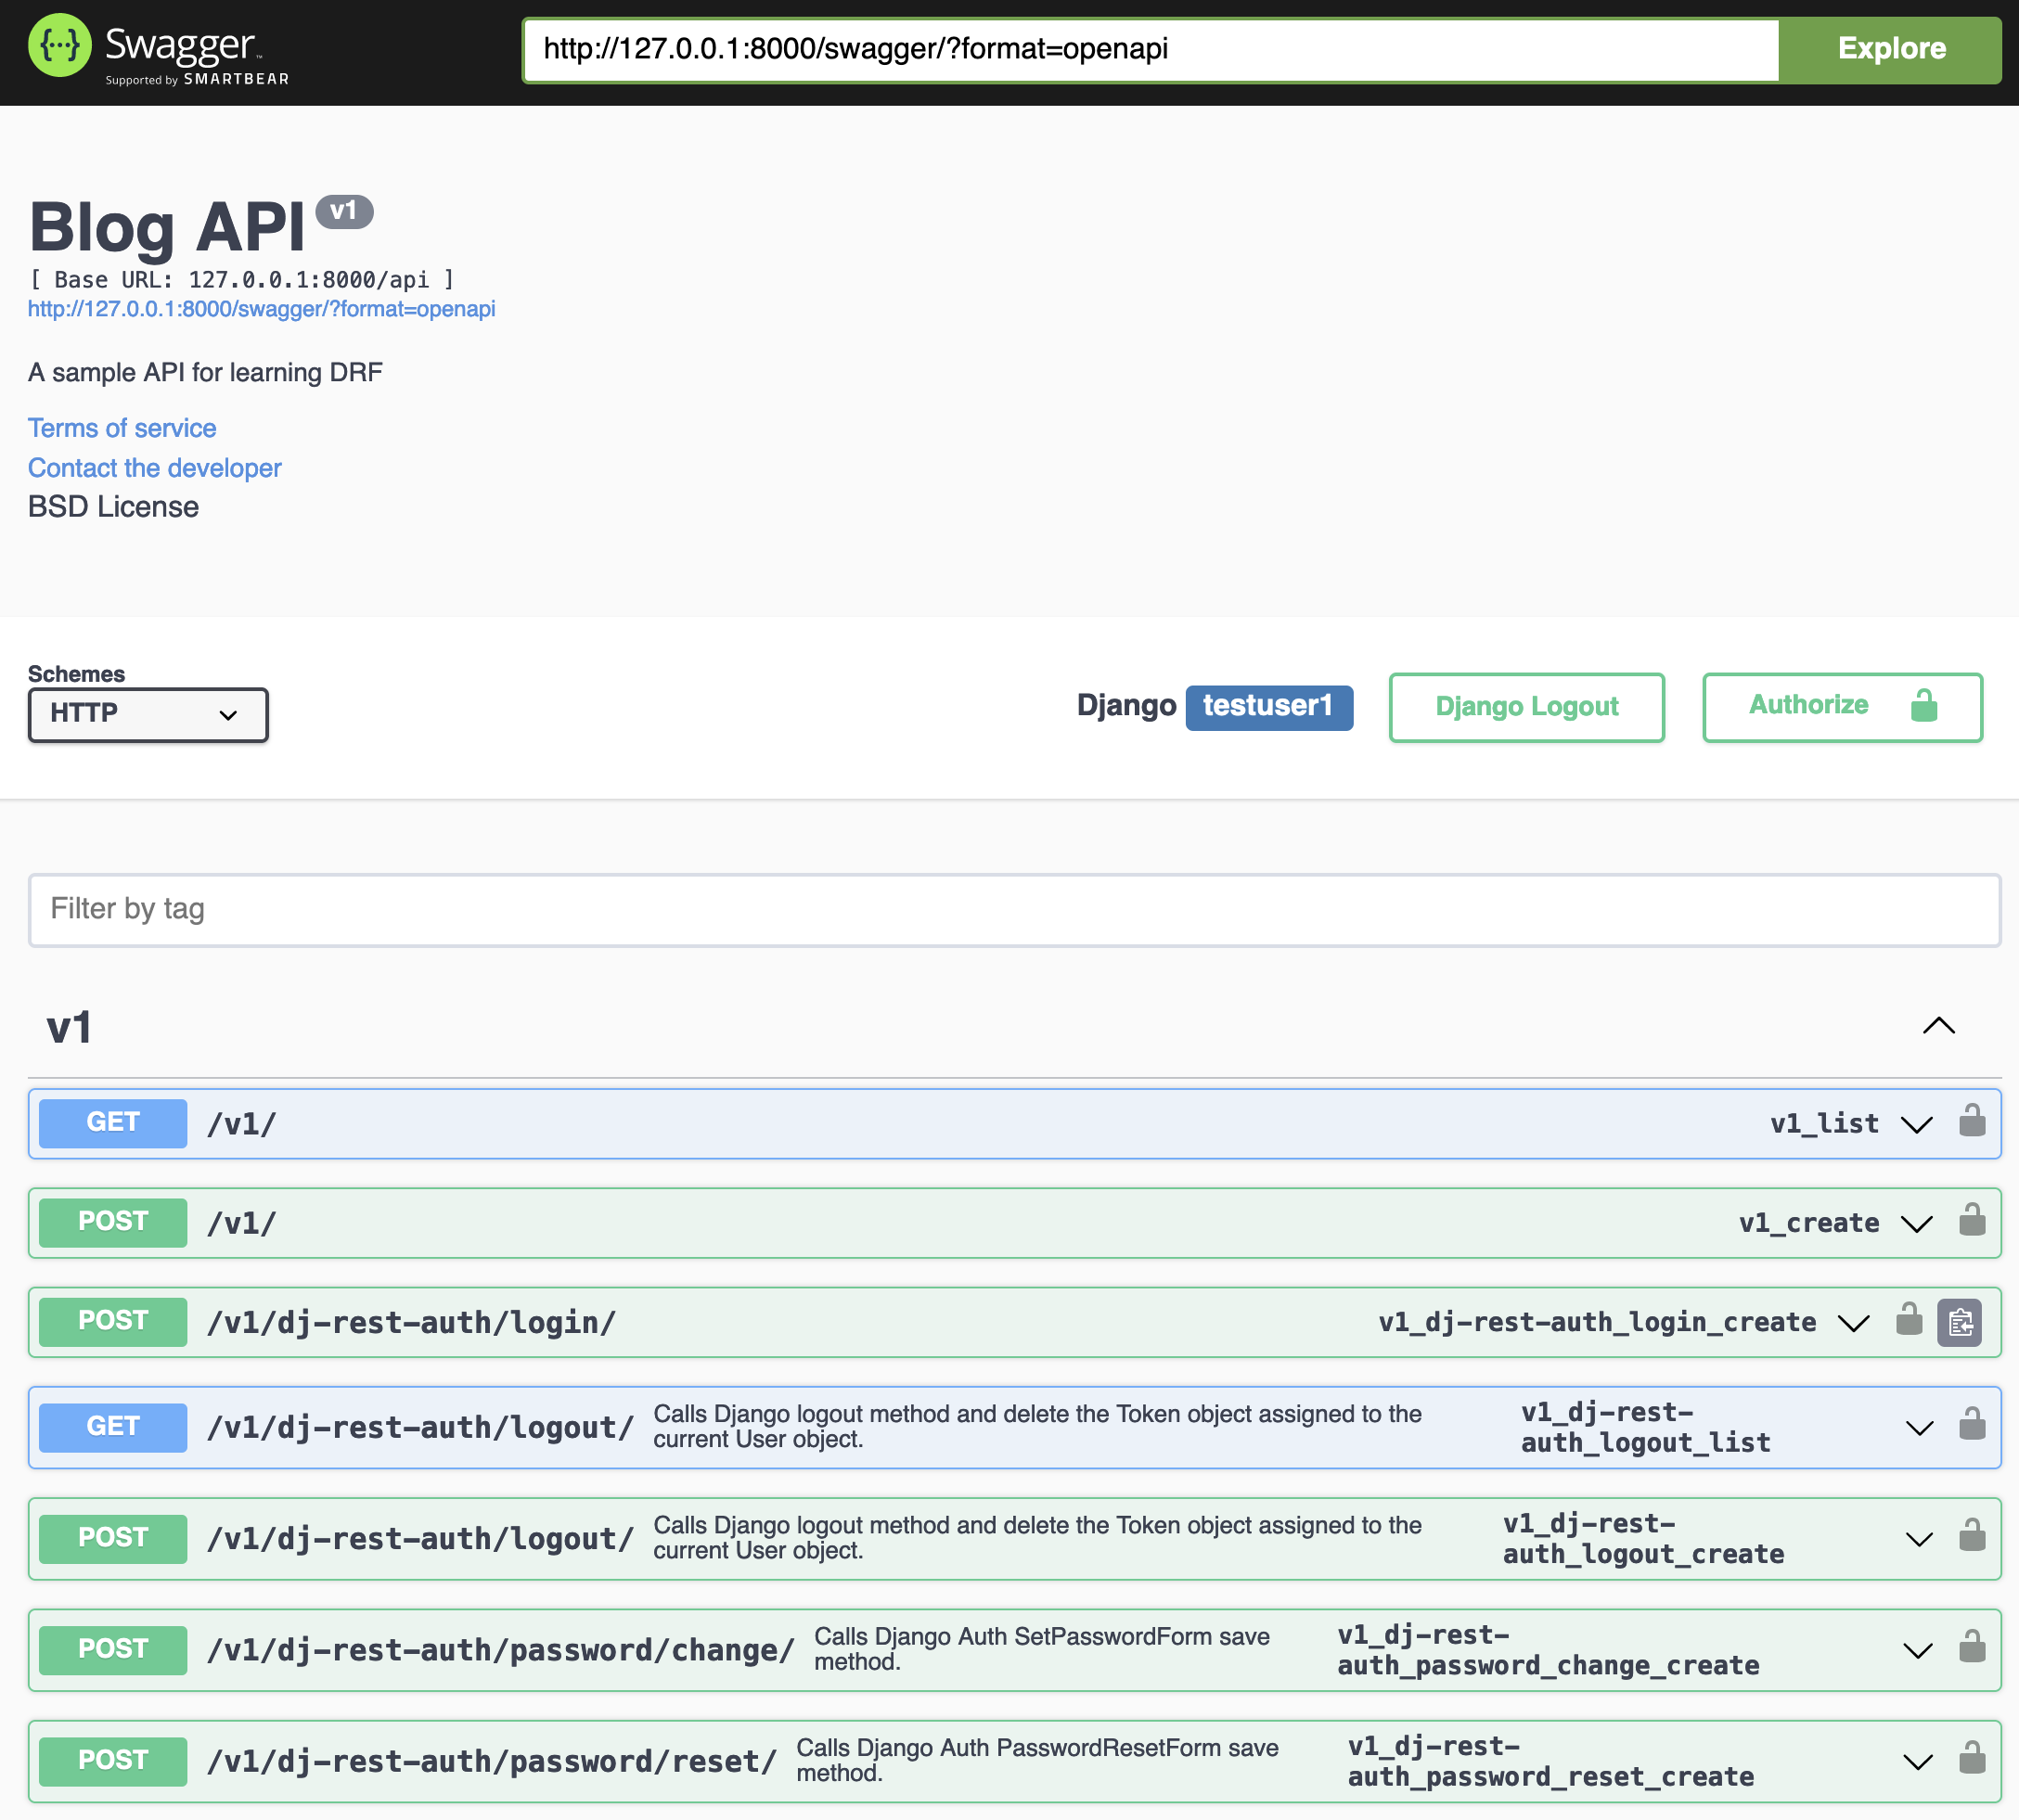 {···} Swagger™
Supported by SMARTBEAR
http://127.0.0.1:8000/swagger/?format=openapi
Explore
Blog API v1
[ Base URL: 127.0.0.1:8000/api ]
http://127.0.0.1:8000/swagger/?format=openapi
A sample API for learning DRF
Terms of service
Contact the developer
BSD License
Schemes
HTTP
Django testuser1
Django Logout
Authorize
Filter by tag
v1
GET /v1/ v1_list
POST /v1/ v1_create
POST /v1/dj-rest-auth/login/ v1_dj-rest-auth_login_create
GET /v1/dj-rest-auth/logout/
Calls Django logout method and delete the Token object assigned to the
current User object.
v1_dj-rest-
auth_logout_list
POST /v1/dj-rest-auth/logout/
Calls Django logout method and delete the Token object assigned to the
current User object.
v1_dj-rest-
auth_logout_create
POST /v1/dj-rest-auth/password/change/
Calls Django Auth SetPasswordForm save
method.
v1_dj-rest-
auth_password_change_create
POST /v1/dj-rest-auth/password/reset/
Calls Django Auth PasswordResetForm save
method.
v1_dj-rest-
auth_password_reset_create